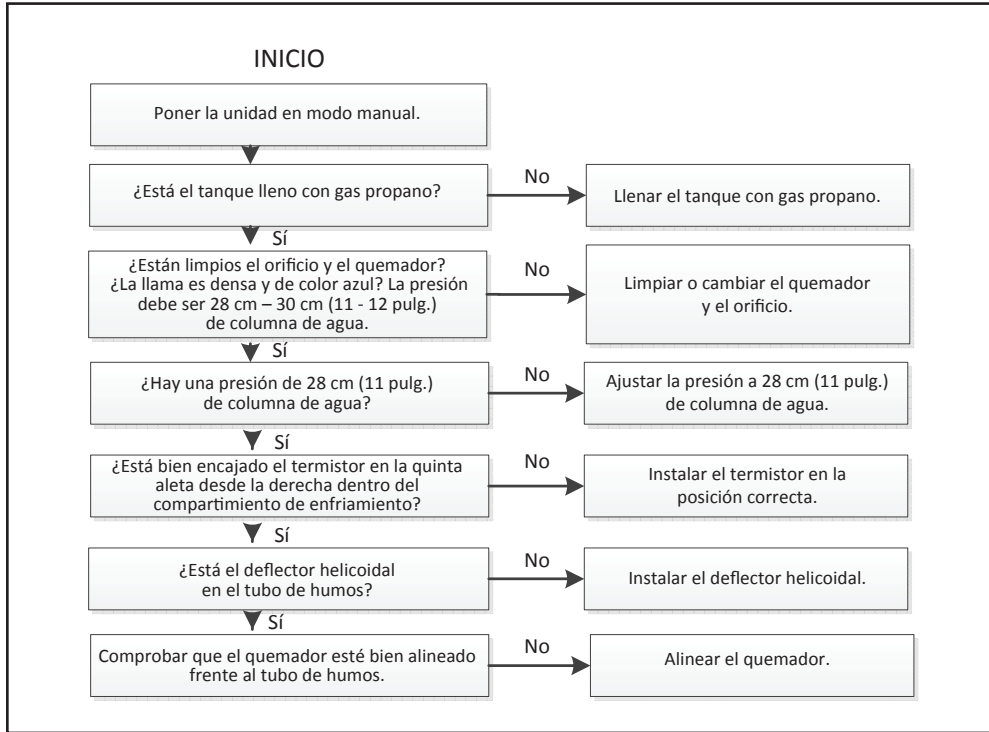 INICIO
Poner la unidad en modo manual.
¿Está el tanque lleno con gas propano?
No
Llenar el tanque con gas propano.
Sí
¿Están limpios el orificio y el quemador?
¿La llama es densa y de color azul? La presión
debe ser 28 cm – 30 cm (11 - 12 pulg.)
de columna de agua.
No
Limpiar o cambiar el quemador
y el orificio.
Sí
¿Hay una presión de 28 cm (11 pulg.)
de columna de agua?
No
Ajustar la presión a 28 cm (11 pulg.)
de columna de agua.
Sí
¿Está bien encajado el termistor en la quinta
aleta desde la derecha dentro del
compartimiento de enfriamiento?
No
Instalar el termistor en la
posición correcta.
Sí
¿Está el deflector helicoidal
en el tubo de humos?
No
Instalar el deflector helicoidal.
Sí
Comprobar que el quemador esté bien alineado
frente al tubo de humos.
No
Alinear el quemador.